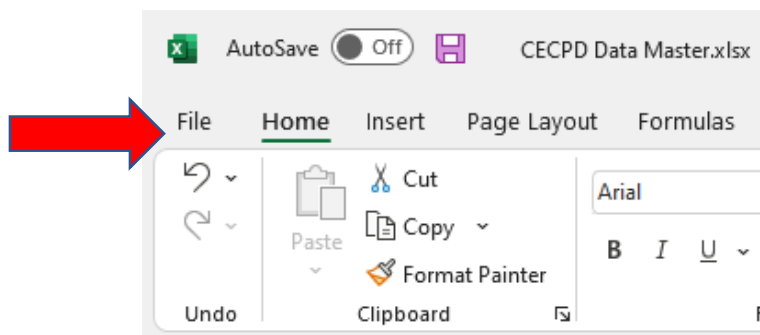 AutoSave Off CECPD Data Master.xlsx
File Home Insert Page Layout Formulas
Cut
Arial
Copy
Paste
B I U
Format Painter
Undo Clipboard